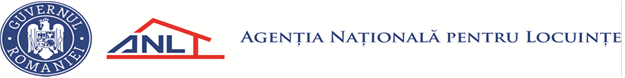 GUVERNUL
ROMÂNIEI
ANL
AGENȚIA NAȚIONALĂ PENTRU LOCUINȚE